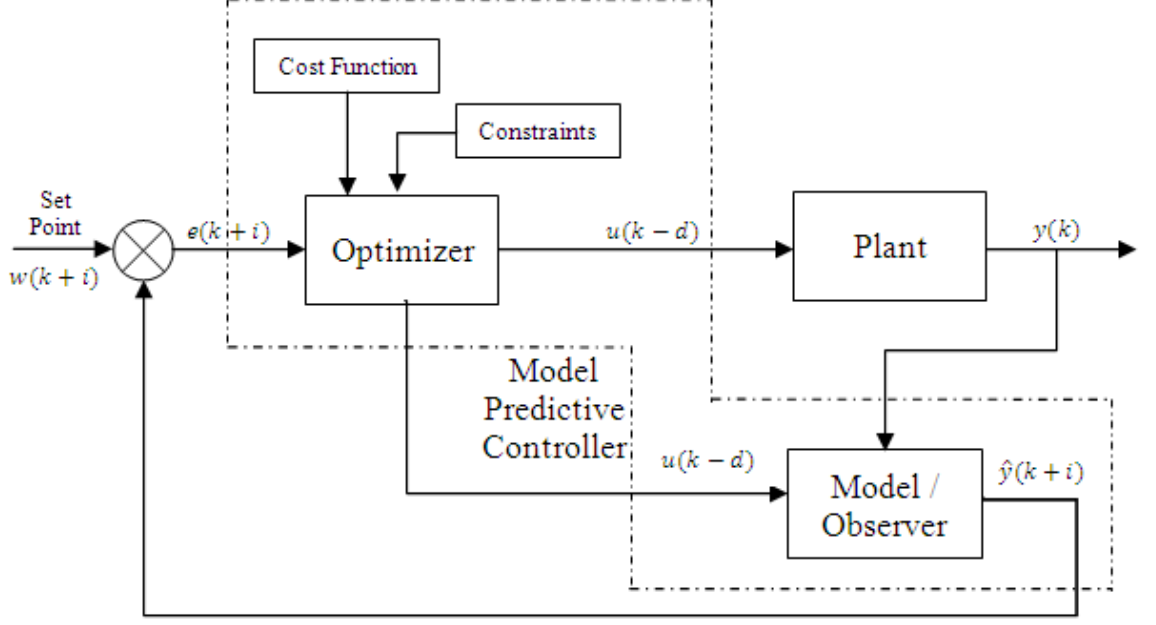 Cost Function
Constraints
Set
Point
w(k + i)
e(k + i)
Optimizer
u(k − d)
Plant
y(k)
Model
Predictive
Controller
u(k − d)
Model /
Observer
ŷ(k + i)